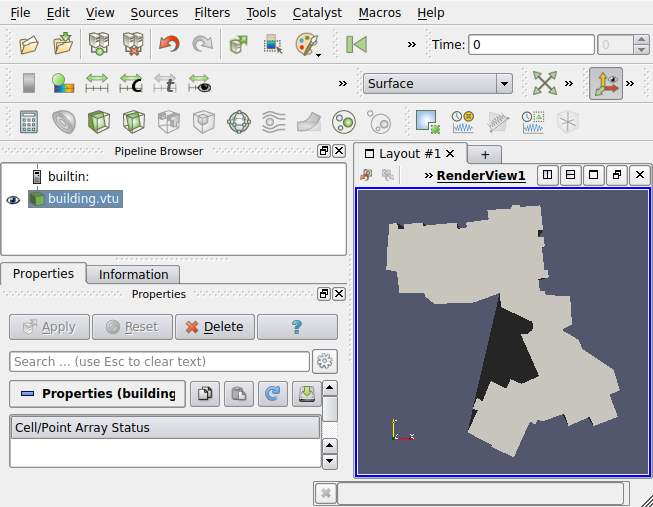 File Edit View Sources Filters Tools Catalyst Macros Help
» Time: 0 0
C t » Surface »
Pipeline Browser
builtin:
building.vtu
Layout #1 +
» RenderView1
Properties Information
Properties
Apply Reset Delete ?
Search ... (use Esc to clear text)
Properties (building
Cell/Point Array Status